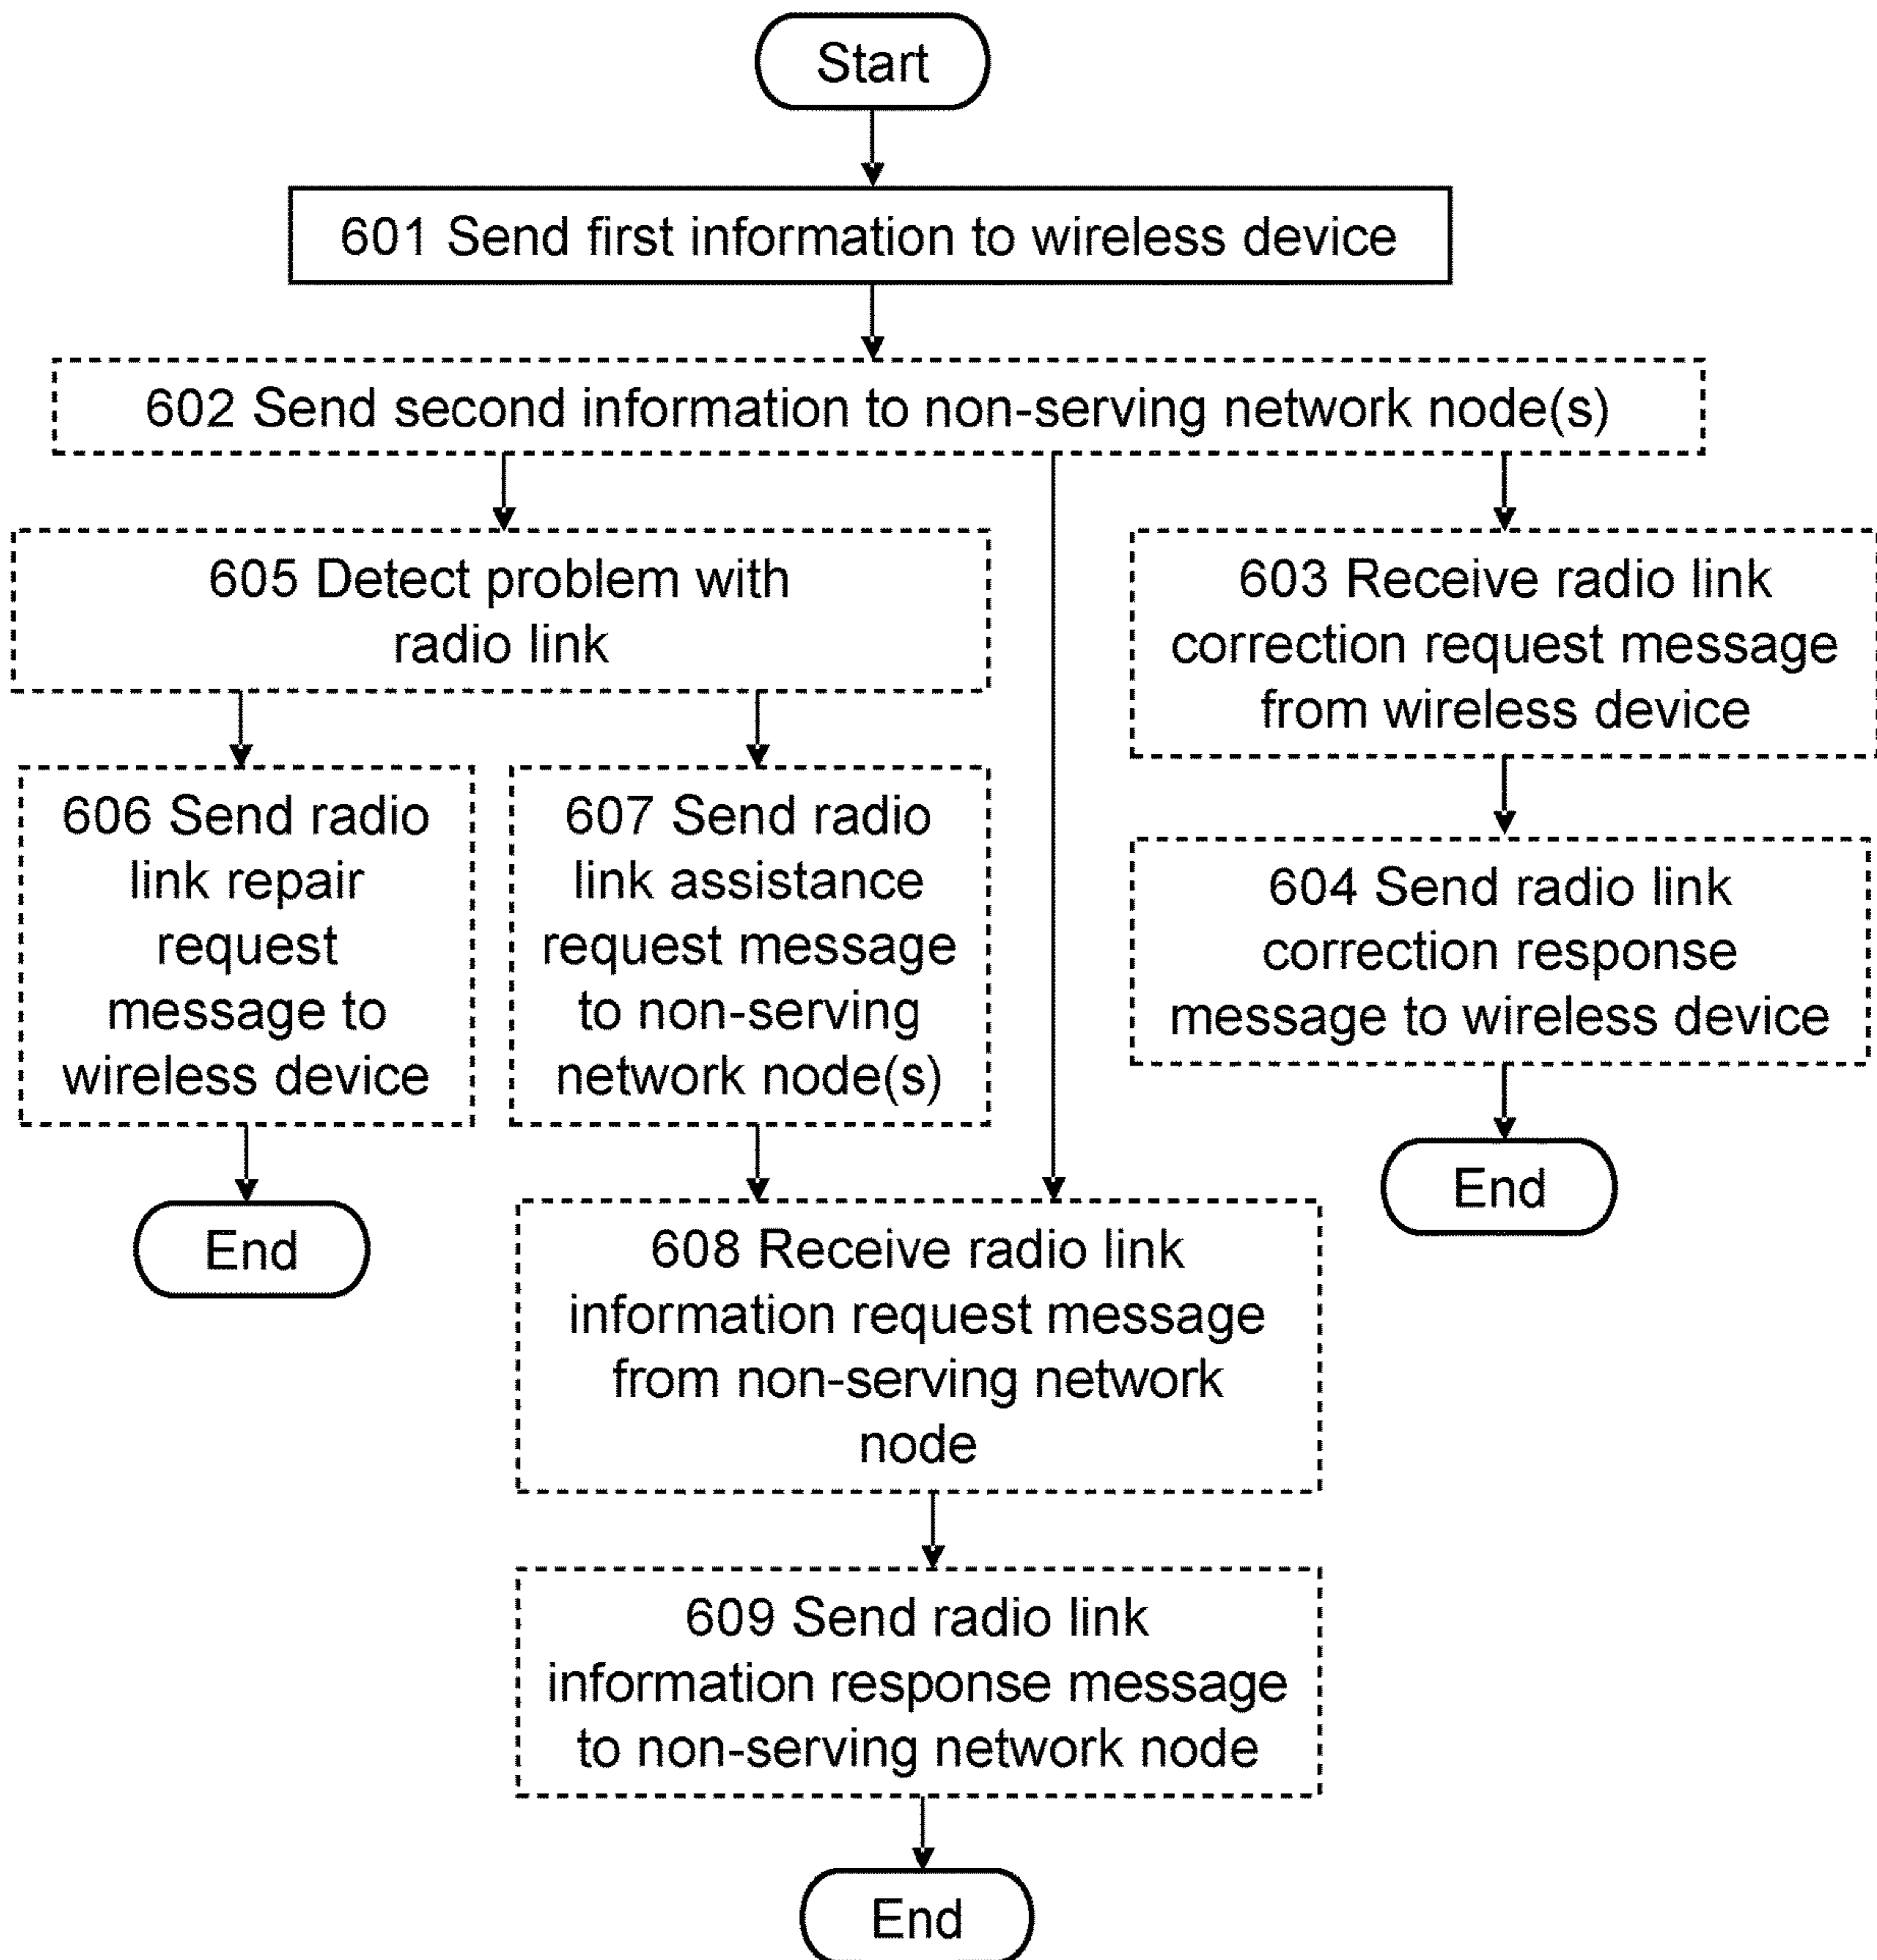 Start
601 Send first information to wireless device
602 Send second information to non-serving network node(s)
605 Detect problem with
radio link
603 Receive radio link
correction request message
from wireless device
606 Send radio
link repair
request
message to
wireless device
607 Send radio
link assistance
request message
to non-serving
network node(s)
604 Send radio link
correction response
message to wireless device
End
End
608 Receive radio link
information request message
from non-serving network
node
609 Send radio link
information response message
to non-serving network node
End